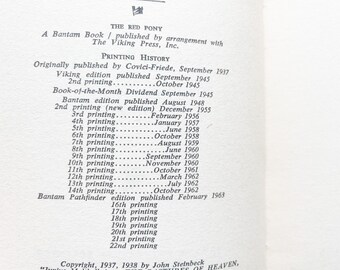 THE RED PONY
A Bantam Book / published by arrangement with
The Viking Press, Inc.
PRINTING HISTORY
Originally published by Covici-Friede, September 1937
Viking edition published September 1945
2nd printing..............October 1945
Book-of-the-Month Dividend September 1945
Bantam edition published August 1948
2nd printing (new edition) December 1955
3rd printing.........February 1956
4th printing..........January 1957
5th printing.............June 1958
6th printing..........October 1958
7th printing...........August 1959
8th printing.............June 1960
9th printing........September 1960
10th printing........November 1960
11th printing.........October 1961
12th printing...........March 1962
13th printing............July 1962
14th printing.........October 1962
Bantam Pathfinder edition published February 1963
16th printing
17th printing
18th printing
19th printing
20th printing
21st printing
22nd printing
Copyright, 1937, 1938 by John Steinbeck
OF HEAVEN,